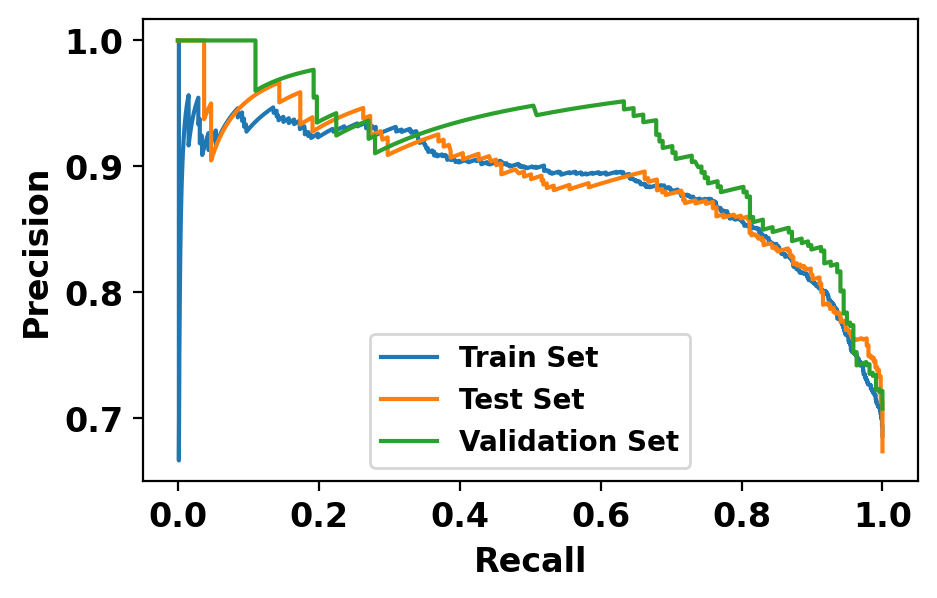 Precision
1.0
0.9
0.8
0.7
Train Set
Test Set
Validation Set
0.0 0.2 0.4 0.6 0.8 1.0
Recall